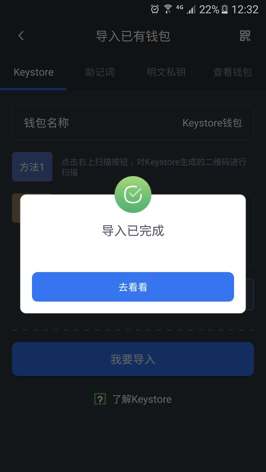 4G 22% 12:32
导入已有钱包
Keystore 助记词 明文私钥 查看钱包
钱包名称 Keystore钱包
方法1 点击右上扫描按钮，对Keystore生成的二维码进行
扫描
导入已完成
去看看
我要导入
? 了解Keystore